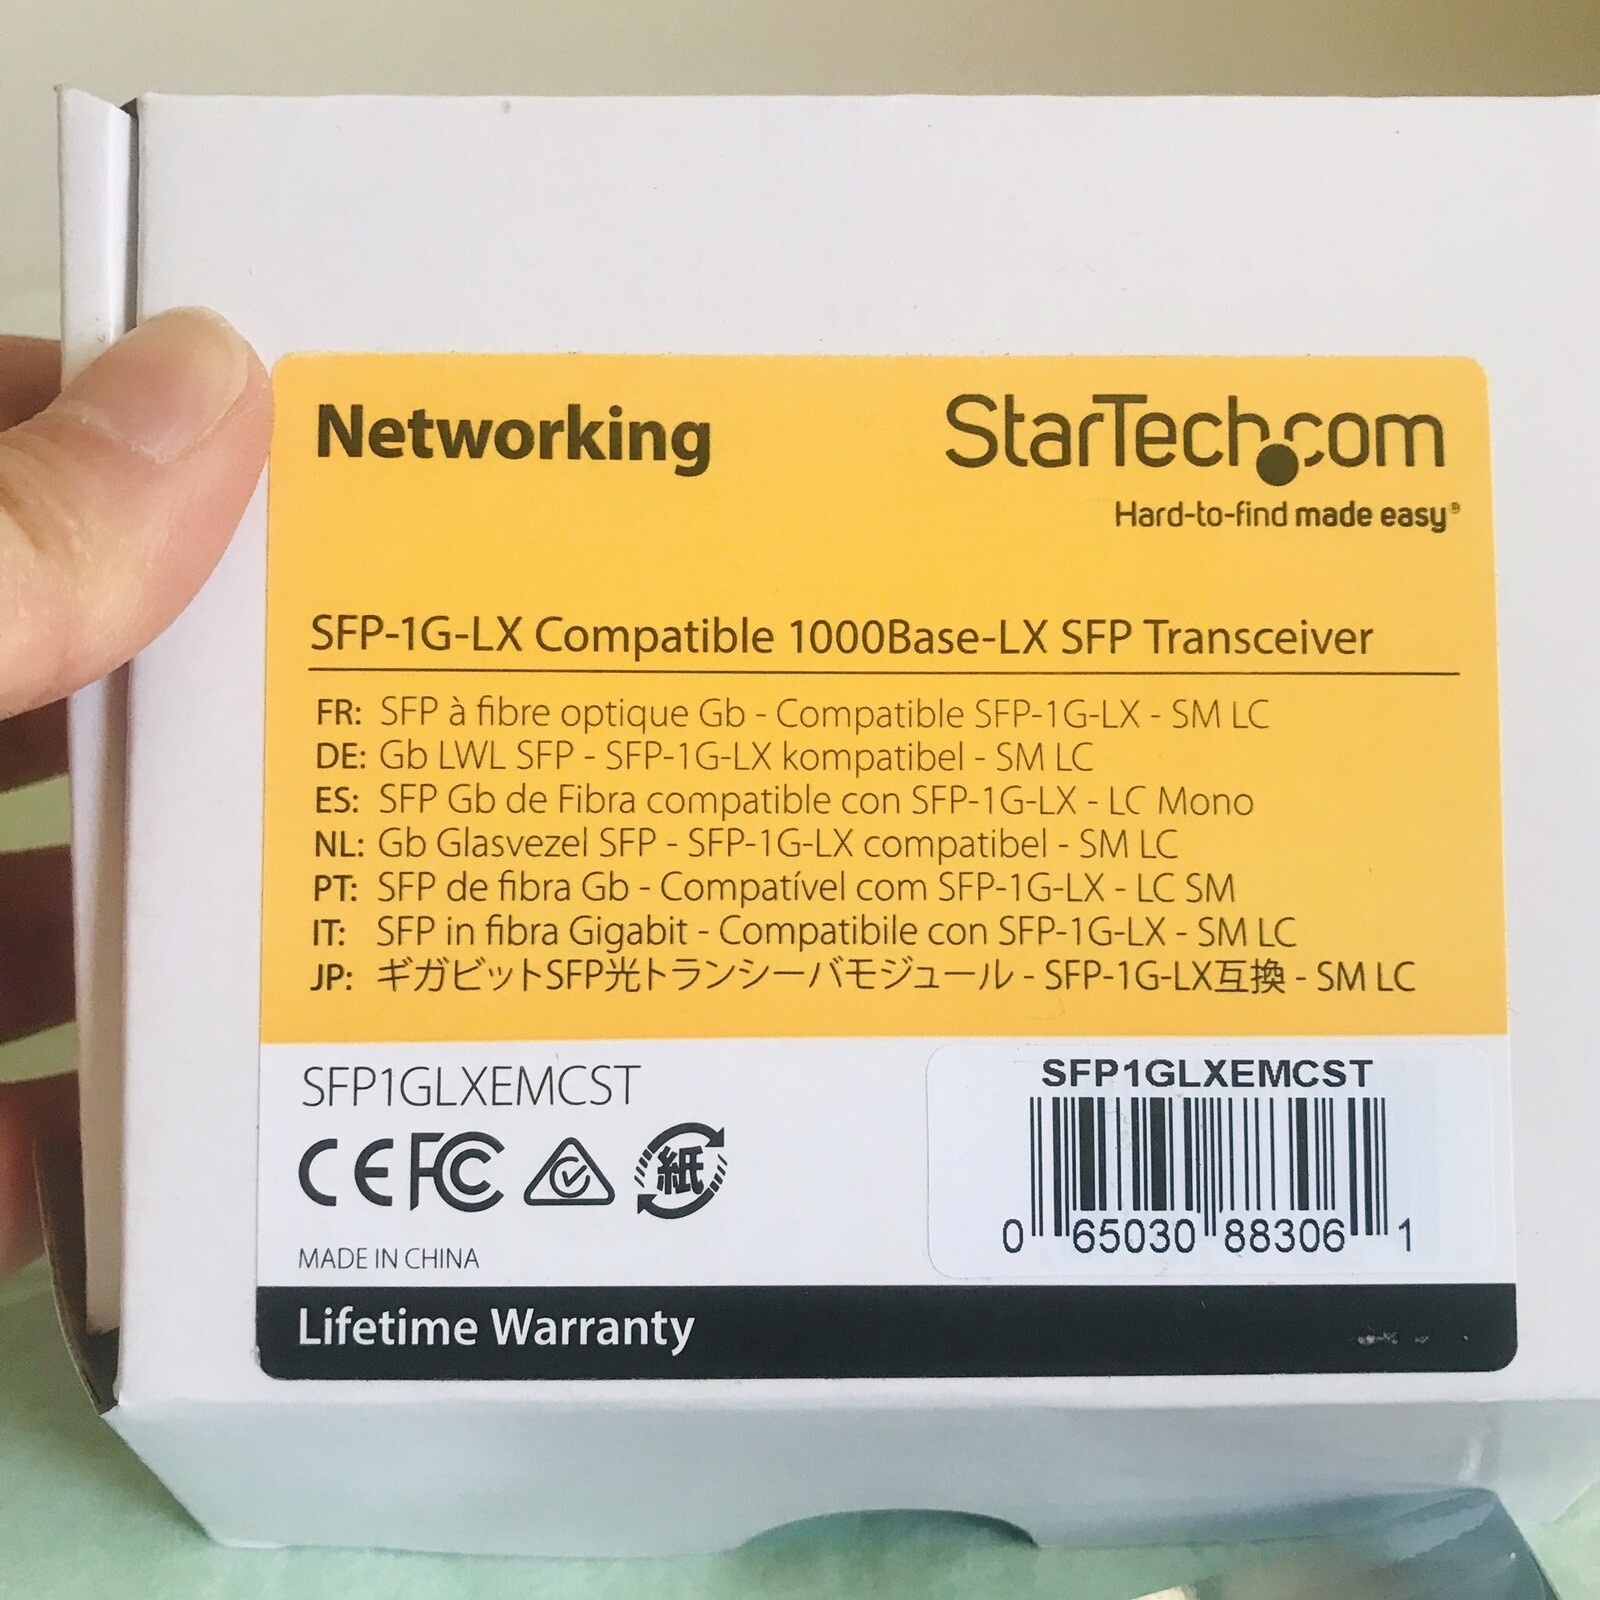 Networking
StarTech.com
Hard-to-find made easy®
SFP-1G-LX Compatible 1000Base-LX SFP Transceiver
FR: SFP à fibre optique Gb - Compatible SFP-1G-LX - SM LC
DE: Gb LWL SFP - SFP-1G-LX kompatibel - SM LC
ES: SFP Gb de Fibra compatible con SFP-1G-LX - LC Mono
NL: Gb Glasvezel SFP - SFP-1G-LX compatibel - SM LC
PT: SFP de fibra Gb - Compatível com SFP-1G-LX - LC SM
IT: SFP in fibra Gigabit - Compatibile con SFP-1G-LX - SM LC
JP: ギガビットSFP光トランシーバモジュール - SFP-1G-LX互換 - SM LC
SFP1GLXEMCST
CE FC 紙
MADE IN CHINA
SFP1GLXEMCST
0 65030 88306 1
Lifetime Warranty